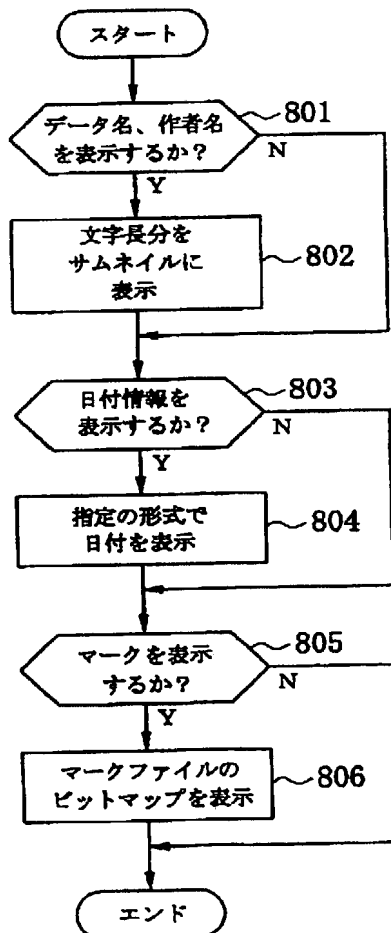 スタート
データ名、作者名
を表示するか?
801
N
Y
文字長分を
サムネイルに
表示
802
日付情報を
表示するか?
803
N
Y
指定の形式で
日付を表示
804
マークを表示
するか?
805
N
Y
マークファイルの
ビットマップを表示
806
エンド